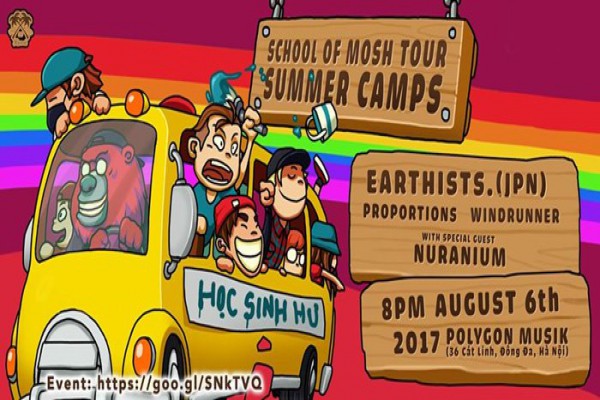 SCHOOL OF MOSH TOUR
SUMMER CAMPS
EARTHISTS.(JPN)
PROPORTIONS WINDRUNNER
WITH SPECIAL GUEST
NURANIUM
8PM AUGUST 6th
2017 POLYGON MUSIK
(36 Cát Linh, Đống Đa, Hà Nội)
HỌC SINH HƯ
Event: https://goo.gl/SNkTVQ